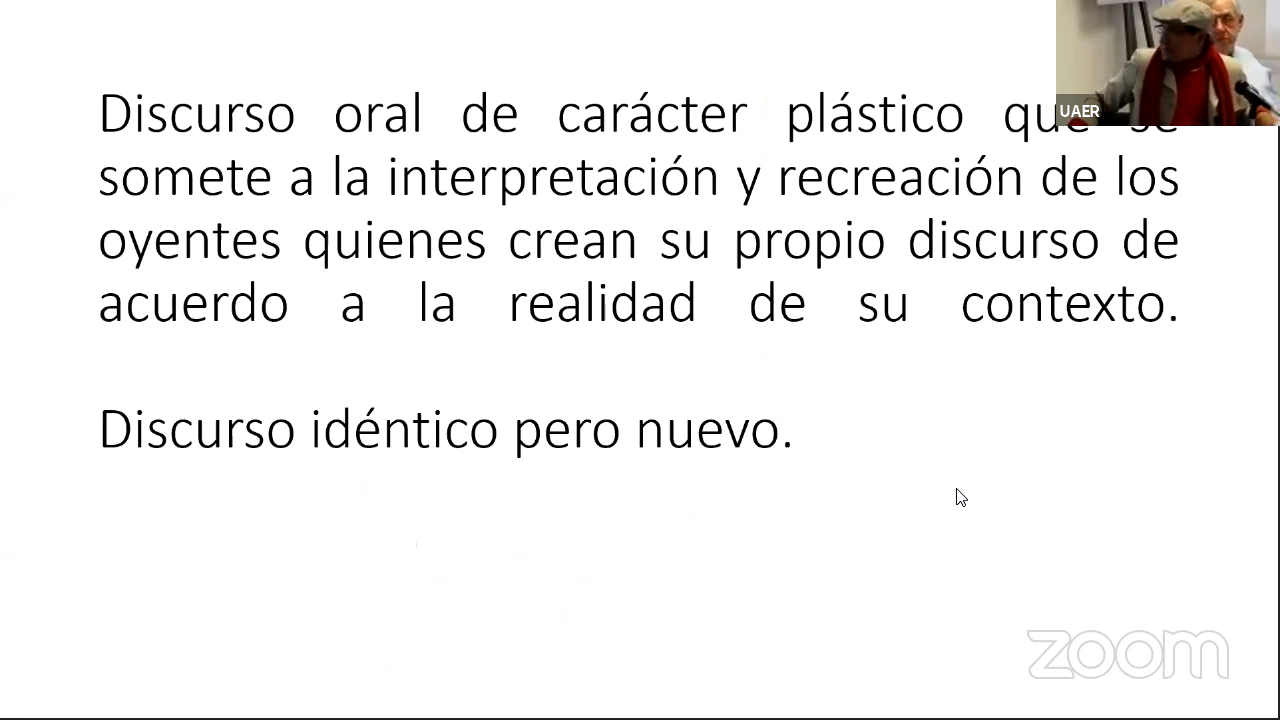 UAER
Discurso oral de carácter plástico que se
somete a la interpretación y recreación de los
oyentes quienes crean su propio discurso de
acuerdo a la realidad de su contexto.
Discurso idéntico pero nuevo.
zoom